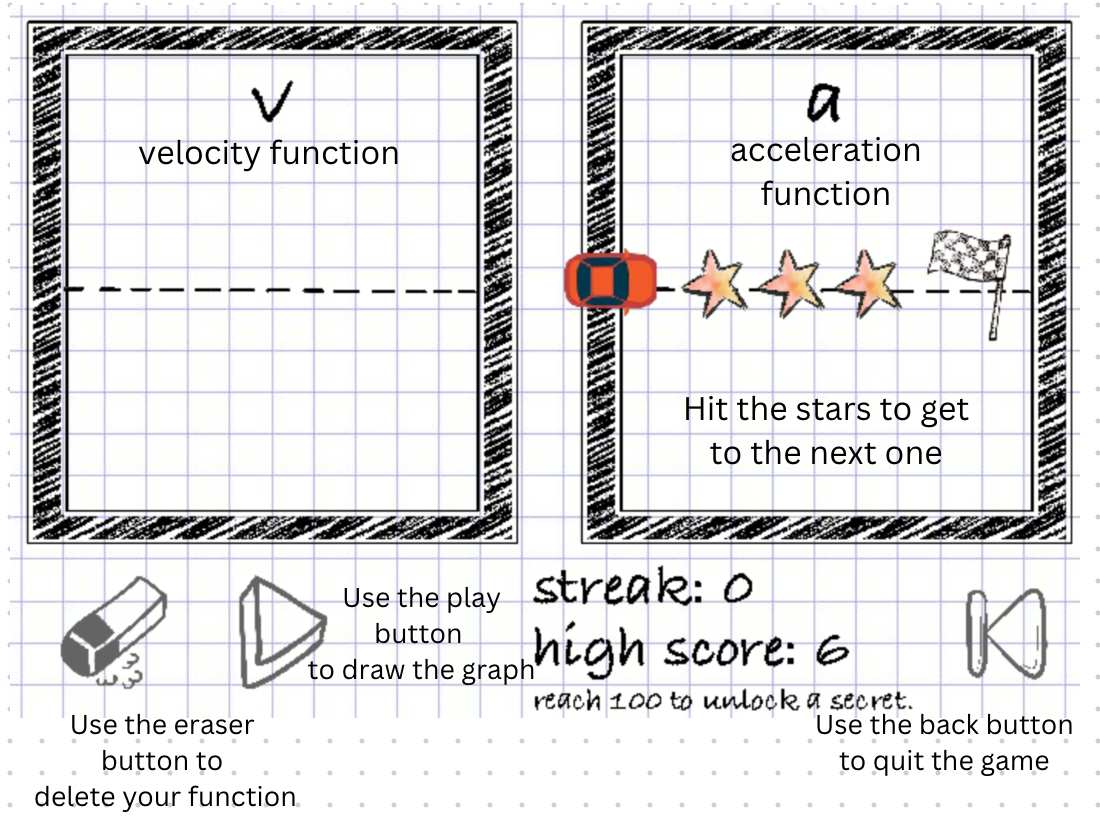 v
velocity function
a
acceleration
function
Hit the stars to get
to the next one
Use the play
button
to draw the graph
streak: 0
high score: 6
reach 100 to unlock a secret.
Use the eraser
button to
delete your function
Use the back button
to quit the game